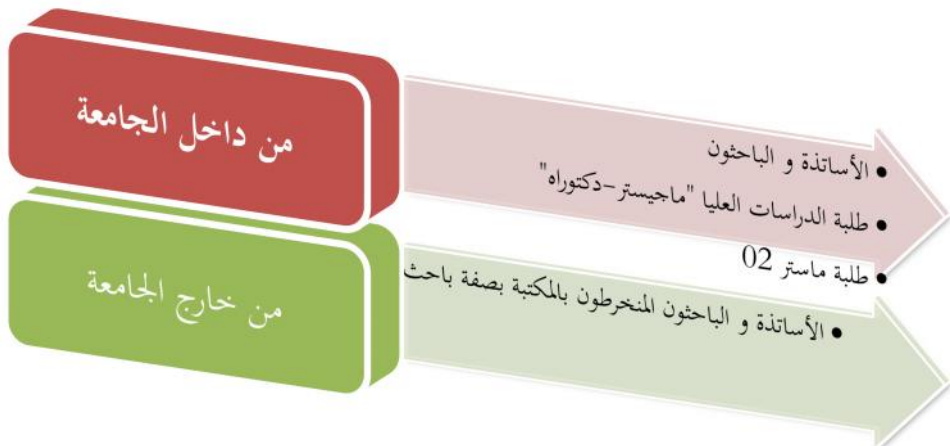 من داخل الجامعة
الأساتذة و الباحثون
طلبة الدراسات العليا "ماجيستر-دكتوراه"
طلبة ماستر 02
من خارج الجامعة
الأساتذة و الباحثون المنخرطون بالمكتبة بصفة باحث